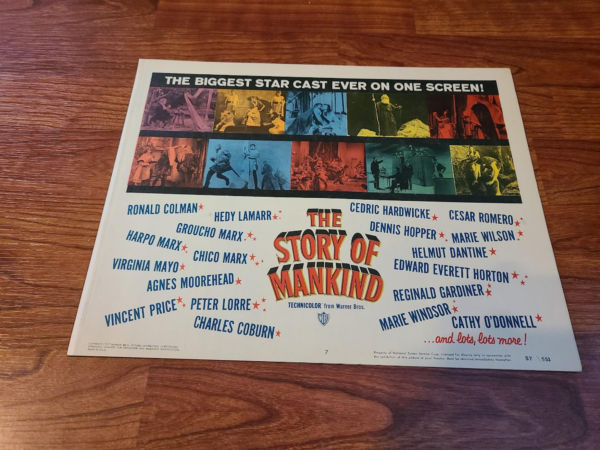 THE BIGGEST STAR CAST EVER ON ONE SCREEN!
RONALD COLMAN
HEDY LAMARR
GROUCHO MARX
HARPO MARX
CHICO MARX
VIRGINIA MAYO
AGNES MOOREHEAD
VINCENT PRICE
PETER LORRE
CHARLES COBURN
THE
STORY OF
MANKIND
TECHNICOLOR from Warner Bros.
WB
CEDRIC HARDWICKE
CESAR ROMERO
DENNIS HOPPER
MARIE WILSON
HELMUT DANTINE
EDWARD EVERETT HORTON
REGINALD GARDINER
MARIE WINDSOR
CATHY O'DONNELL
...and lots, lots more!
7